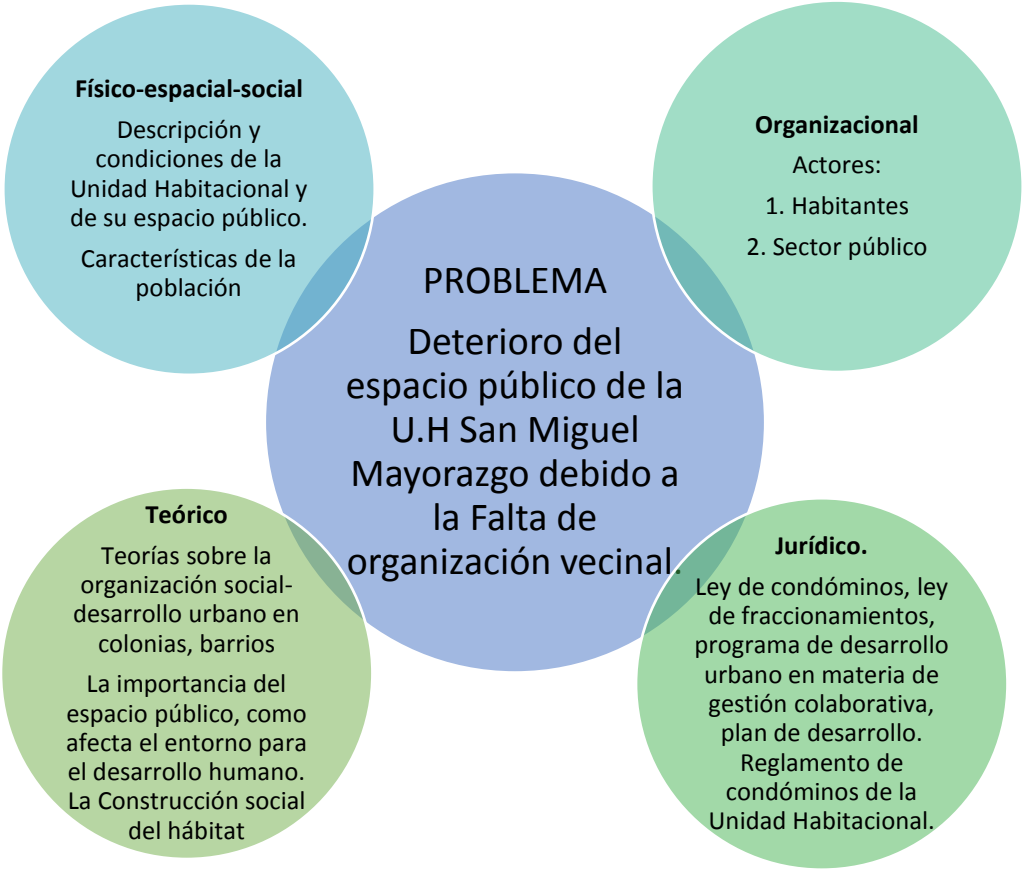 Físico-espacial-social
Descripción y
condiciones de la
Unidad Habitacional y
de su espacio público.
Características de la
población
Organizacional
Actores:
1. Habitantes
2. Sector público
PROBLEMA
Deterioro del
espacio público de la
U.H San Miguel
Mayorazgo debido a
la Falta de
organización vecinal.
Teórico
Teorías sobre la
organización social-
desarrollo urbano en
colonias, barrios
La importancia del
espacio público, como
afecta el entorno para
el desarrollo humano.
La Construcción social
del hábitat
Jurídico.
Ley de condóminos, ley
de fraccionamientos,
programa de desarrollo
urbano en materia de
gestión colaborativa,
plan de desarrollo.
Reglamento de
condóminos de la
Unidad Habitacional.